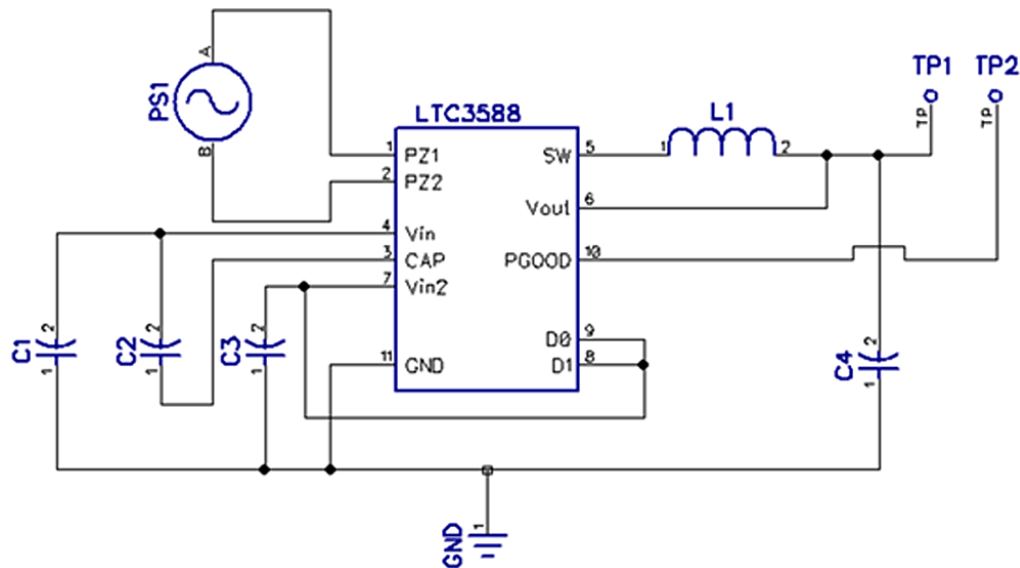 A
PS1
B
LTC3588
L1
TP1
TP2
TP
TP
1
PZ1
2
PZ2
4
Vin
3
CAP
7
Vin2
11
GND
SW
5
1
2
Vout
6
PGOOD
10
D0
9
D1
8
C1
2
1
C2
2
1
C3
2
1
C4
2
1
GND
1